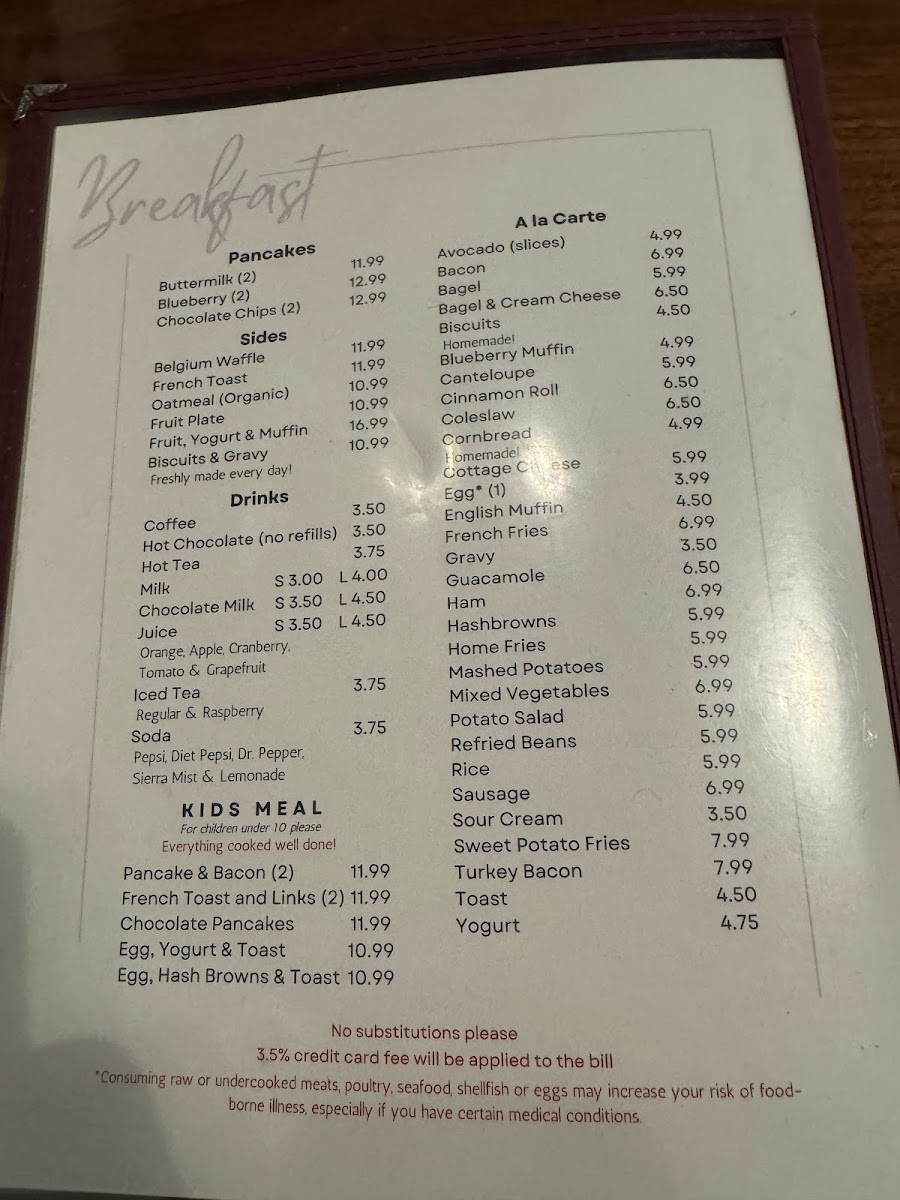 Breakfast
Pancakes
Buttermilk (2) 11.99
Blueberry (2) 12.99
Chocolate Chips (2) 12.99
Sides
Belgium Waffle 11.99
French Toast 11.99
Oatmeal (Organic) 10.99
Fruit Plate 10.99
Fruit, Yogurt & Muffin 16.99
Biscuits & Gravy 10.99
Freshly made every day!
Drinks
Coffee 3.50
Hot Chocolate (no refills) 3.50
Hot Tea 3.75
Milk S 3.00 L 4.00
Chocolate Milk S 3.50 L 4.50
Juice S 3.50 L 4.50
Orange, Apple, Cranberry,
Tomato & Grapefruit
Iced Tea 3.75
Regular & Raspberry
Soda 3.75
Pepsi, Diet Pepsi, Dr. Pepper,
Sierra Mist & Lemonade
KIDS MEAL
For children under 10 please
Everything cooked well done!
Pancake & Bacon (2) 11.99
French Toast and Links (2) 11.99
Chocolate Pancakes 11.99
Egg, Yogurt & Toast 10.99
Egg, Hash Browns & Toast 10.99
A la Carte
Avocado (slices) 4.99
Bacon 6.99
Bagel 5.99
Bagel & Cream Cheese 6.50
Biscuits 4.50
Homemade!
Blueberry Muffin 4.99
Canteloupe 5.99
Cinnamon Roll 6.50
Coleslaw 6.50
Cornbread 4.99
Homemade!
Cottage Cheese 5.99
Egg* (1) 3.99
English Muffin 4.50
French Fries 6.99
Gravy 3.50
Guacamole 6.50
Ham 6.99
Hashbrowns 5.99
Home Fries 5.99
Mashed Potatoes 5.99
Mixed Vegetables 6.99
Potato Salad 5.99
Refried Beans 5.99
Rice 5.99
Sausage 6.99
Sour Cream 3.50
Sweet Potato Fries 7.99
Turkey Bacon 7.99
Toast 4.50
Yogurt 4.75
No substitutions please
3.5% credit card fee will be applied to the bill
*Consuming raw or undercooked meats, poultry, seafood, shellfish or eggs may increase your risk of food-
borne illness, especially if you have certain medical conditions.